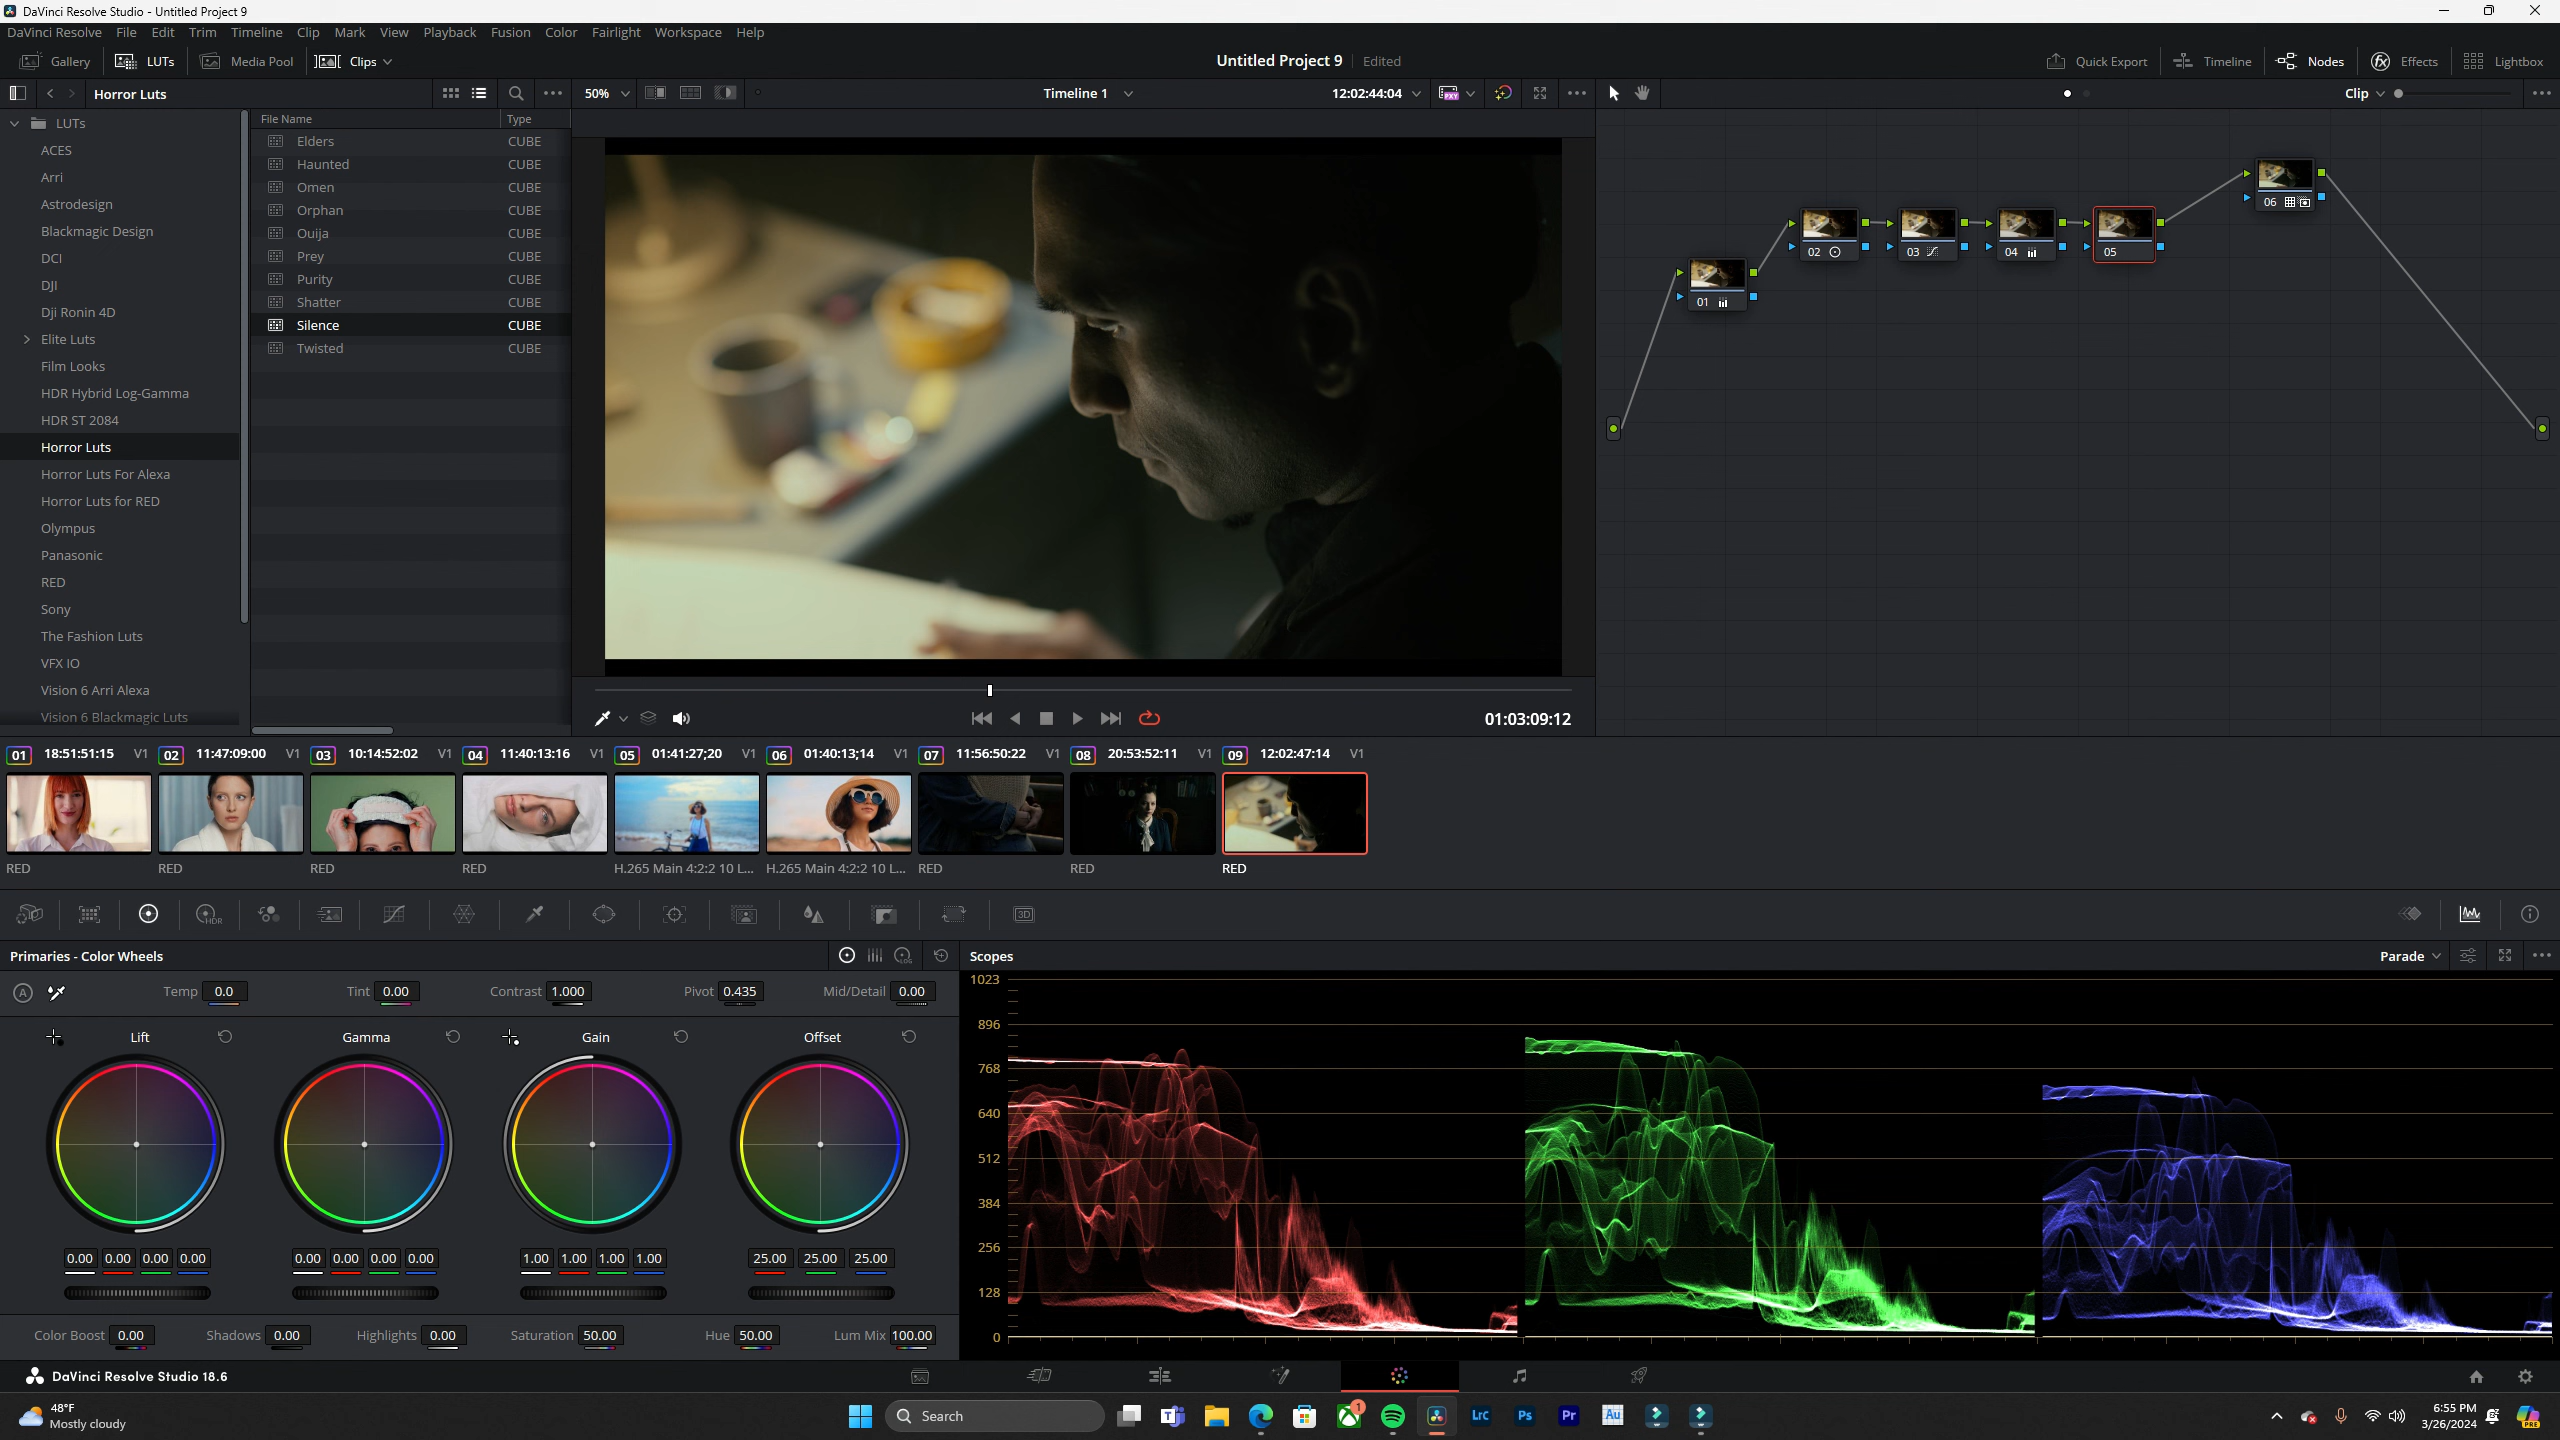 DaVinci Resolve Studio - Untitled Project 9
DaVinci Resolve File Edit Trim Timeline Clip Mark View Playback Fusion Color Fairlight Workspace Help
Gallery LUTs Media Pool Clips Untitled Project 9 Edited Quick Export Timeline Nodes Effects Lightbox
Horror Luts 50% Timeline 1 12:02:44:04 Clip
LUTs
ACES
Arri
Astrodesign
Blackmagic Design
DCI
DJI
Dji Ronin 4D
Elite Luts
Film Looks
HDR Hybrid Log-Gamma
HDR ST 2084
Horror Luts
Horror Luts For Alexa
Horror Luts for RED
Olympus
Panasonic
RED
Sony
The Fashion Luts
VFX IO
Vision 6 Arri Alexa
Vision 6 Blackmagic Luts
File Name Type
Elders CUBE
Haunted CUBE
Omen CUBE
Orphan CUBE
Ouija CUBE
Prey CUBE
Purity CUBE
Shatter CUBE
Silence CUBE
Twisted CUBE
01 02 03 04 05 06
01:03:09:12
01 18:51:51:15 V1 02 11:47:09:00 V1 03 10:14:52:02 V1 04 11:40:13:16 V1 05 01:41:27;20 V1 06 01:40:13;14 V1 07 11:56:50:22 V1 08 20:53:52:11 V1 09 12:02:47:14 V1
RED RED RED RED H.265 Main 4:2:2 10 L... H.265 Main 4:2:2 10 L... RED RED RED
HDR 3D
Primaries - Color Wheels LOG
A Temp 0.0 Tint 0.00 Contrast 1.000 Pivot 0.435 Mid/Detail 0.00
Lift Gamma Gain Offset
0.00 0.00 0.00 0.00 0.00 0.00 0.00 0.00 1.00 1.00 1.00 1.00 25.00 25.00 25.00
Color Boost 0.00 Shadows 0.00 Highlights 0.00 Saturation 50.00 Hue 50.00 Lum Mix 100.00
Scopes Parade
1023
896
768
640
512
384
256
128
0
DaVinci Resolve Studio 18.6
48°F
Mostly cloudy
Search
1
Lrc Ps Pr Au
6:55 PM
3/26/2024
PRE